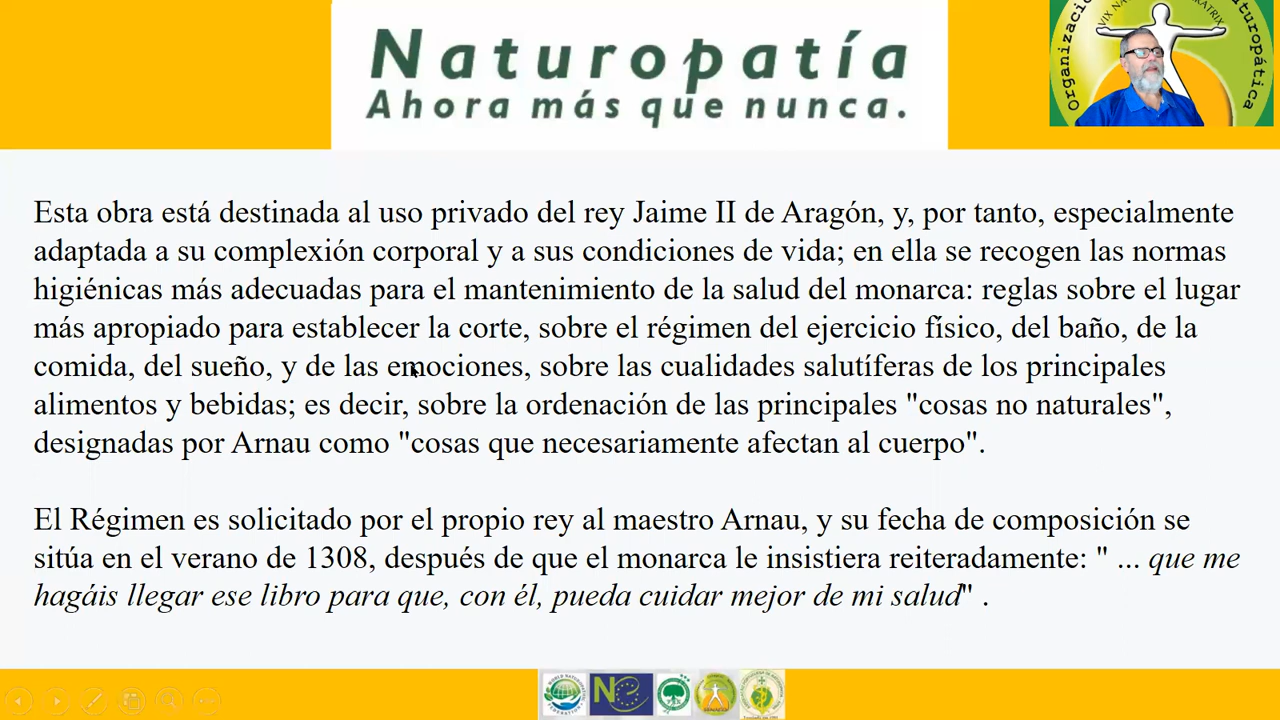 Naturopatía
Ahora más que nunca.
VIX NA
RATRIX
Organizació
aturopática
Esta obra está destinada al uso privado del rey Jaime II de Aragón, y, por tanto, especialmente
adaptada a su complexión corporal y a sus condiciones de vida; en ella se recogen las normas
higiénicas más adecuadas para el mantenimiento de la salud del monarca: reglas sobre el lugar
más apropiado para establecer la corte, sobre el régimen del ejercicio físico, del baño, de la
comida, del sueño, y de las emociones, sobre las cualidades salutíferas de los principales
alimentos y bebidas; es decir, sobre la ordenación de las principales "cosas no naturales",
designadas por Arnau como "cosas que necesariamente afectan al cuerpo".
El Régimen es solicitado por el propio rey al maestro Arnau, y su fecha de composición se
sitúa en el verano de 1308, después de que el monarca le insistiera reiteradamente: " ... que me
hagáis llegar ese libro para que, con él, pueda cuidar mejor de mi salud" .